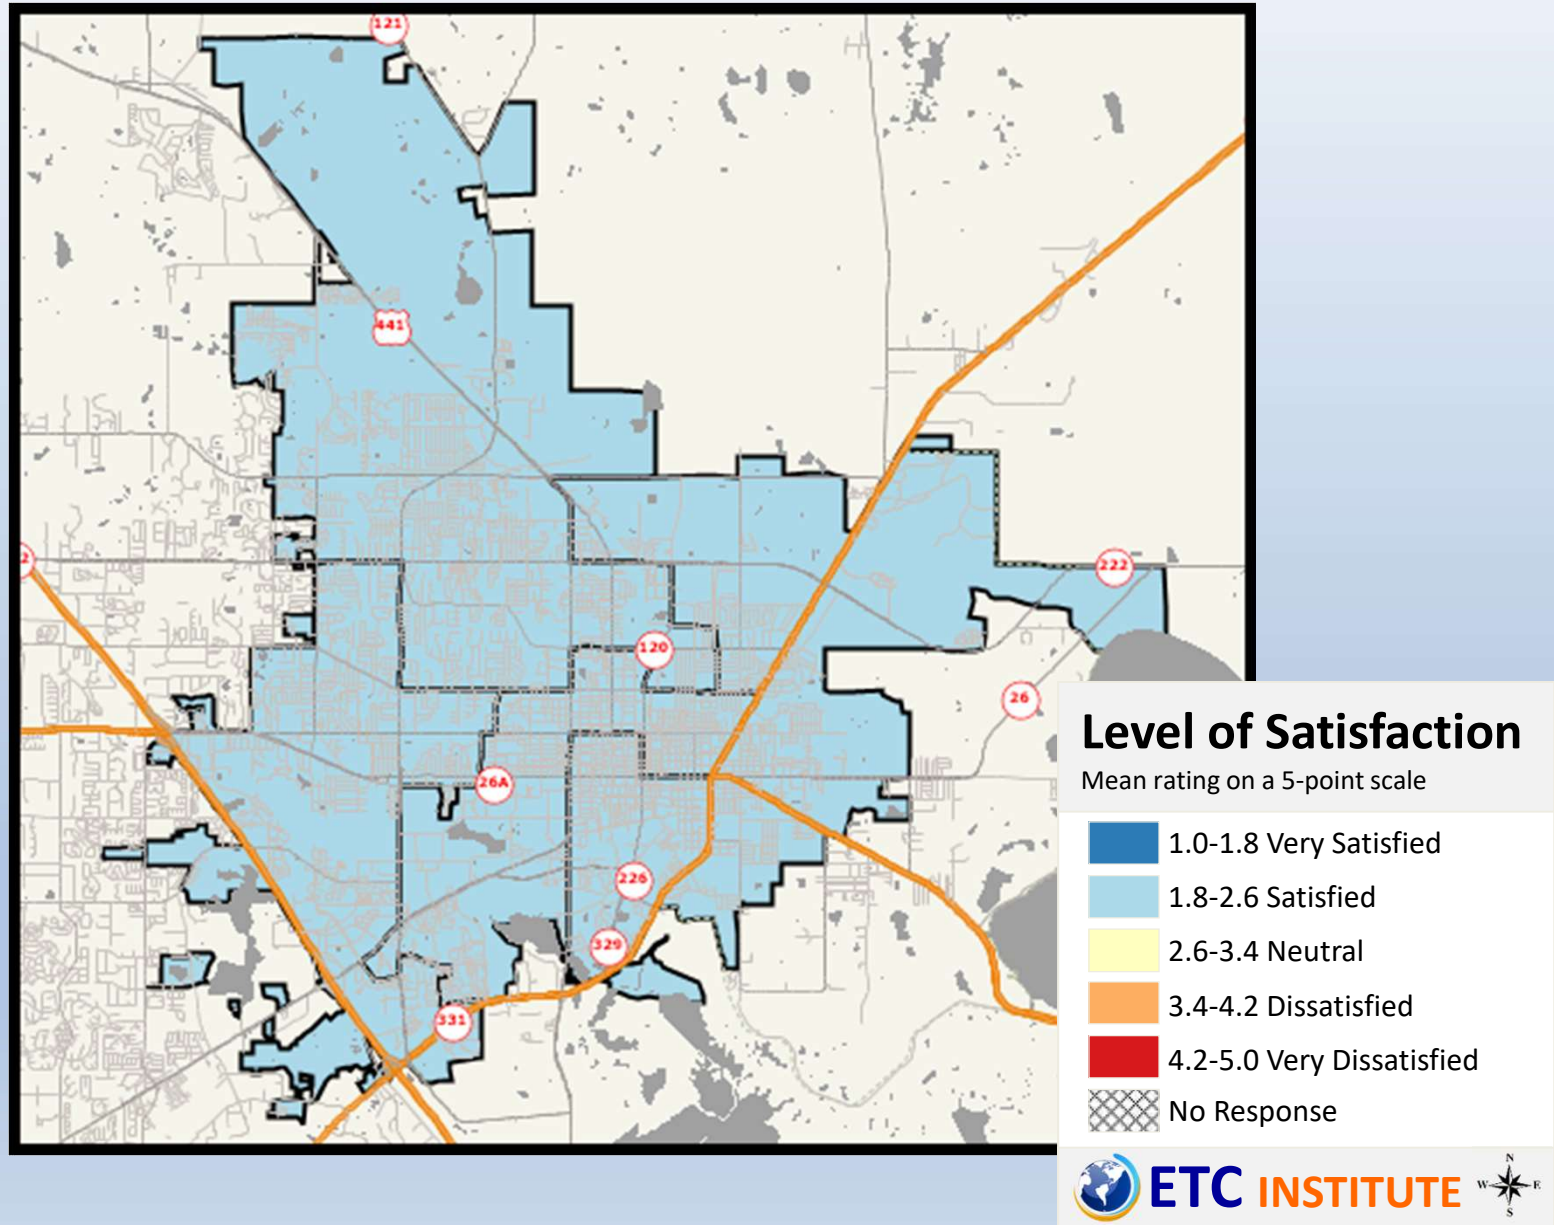 121
441
222
2
120
26
26A
226
329
331
Level of Satisfaction
Mean rating on a 5-point scale
1.0-1.8 Very Satisfied
1.8-2.6 Satisfied
2.6-3.4 Neutral
3.4-4.2 Dissatisfied
4.2-5.0 Very Dissatisfied
No Response
ETC INSTITUTE
N
W E
S